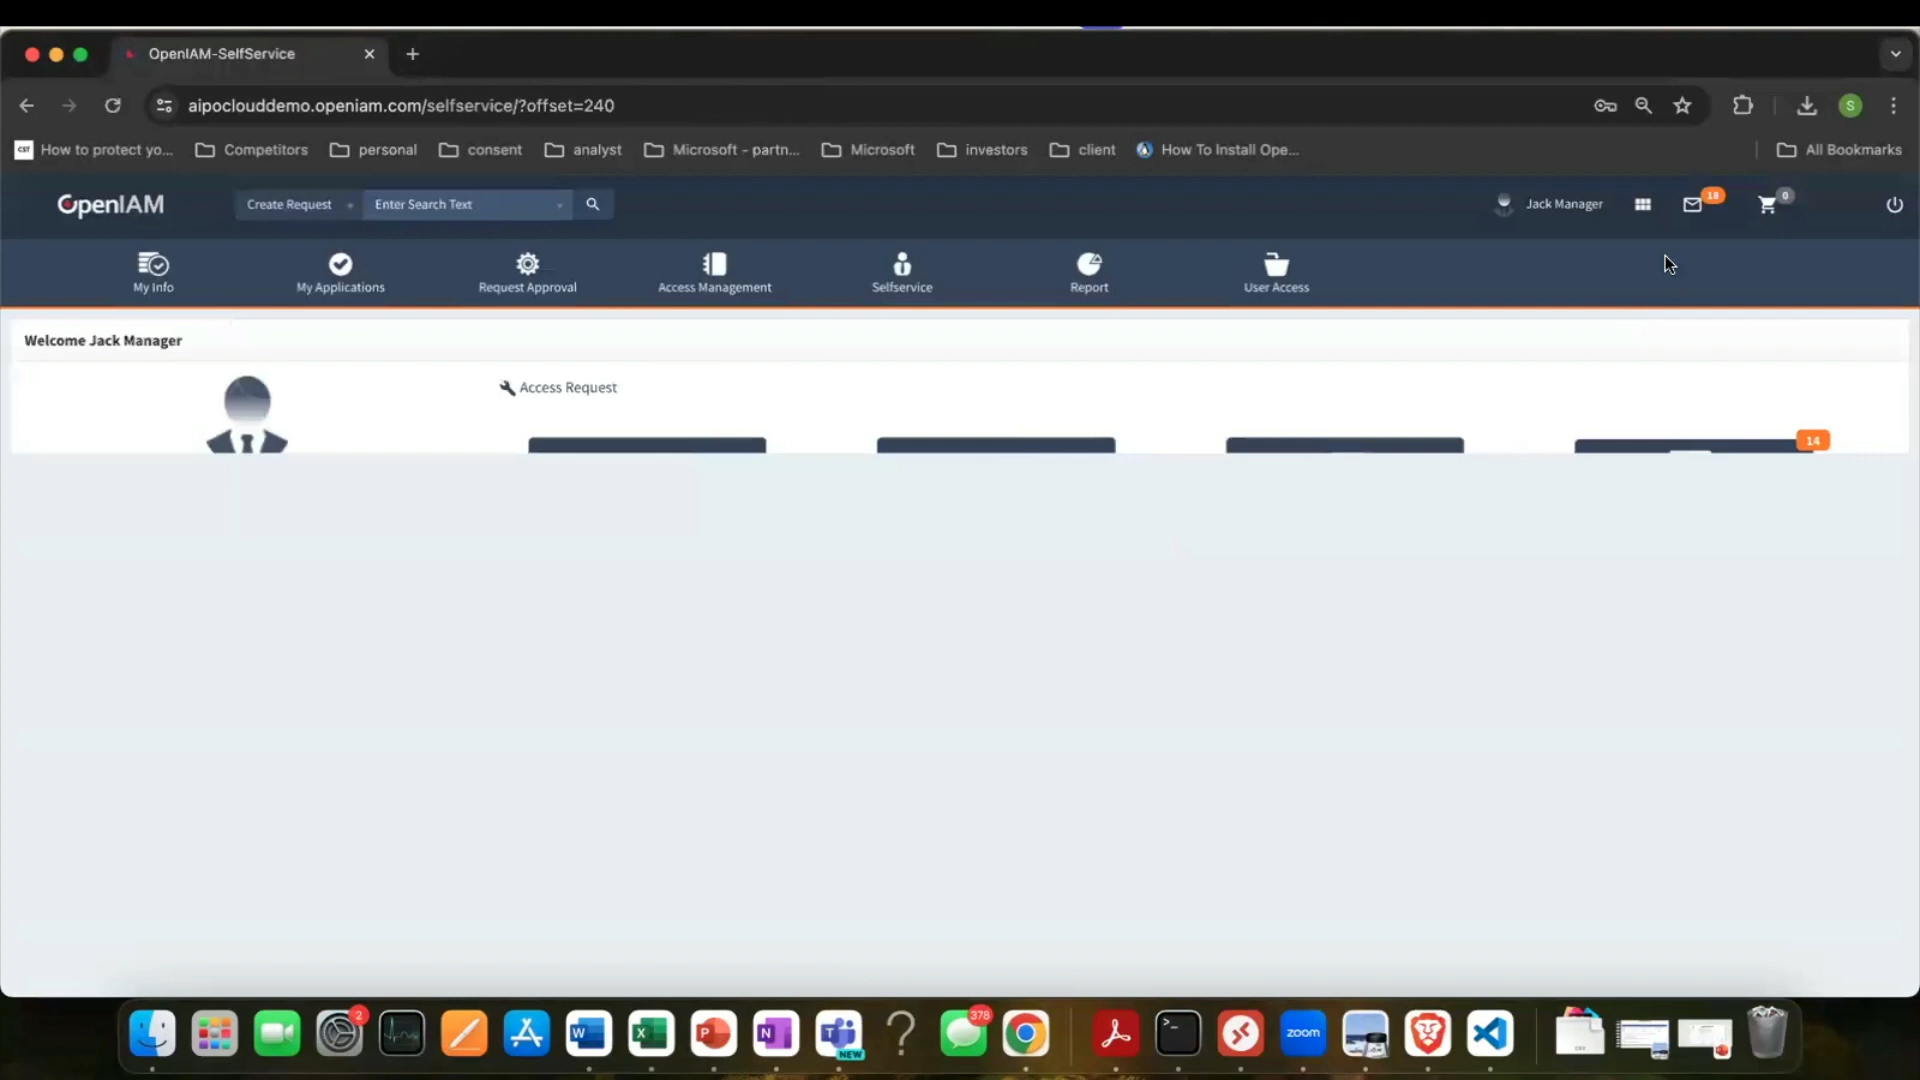 OpenIAM-SelfService
aipoclouddemo.openiam.com/selfservice/?offset=240
S
CST How to protect yo... Competitors personal consent analyst Microsoft - partn... Microsoft investors client How To Install Ope... All Bookmarks
OpenIAM Create Request Enter Search Text Jack Manager 18 0
My Info My Applications Request Approval Access Management Selfservice Report User Access
Welcome Jack Manager
Access Request
14
2 378
W X P N T NEW ? zoom